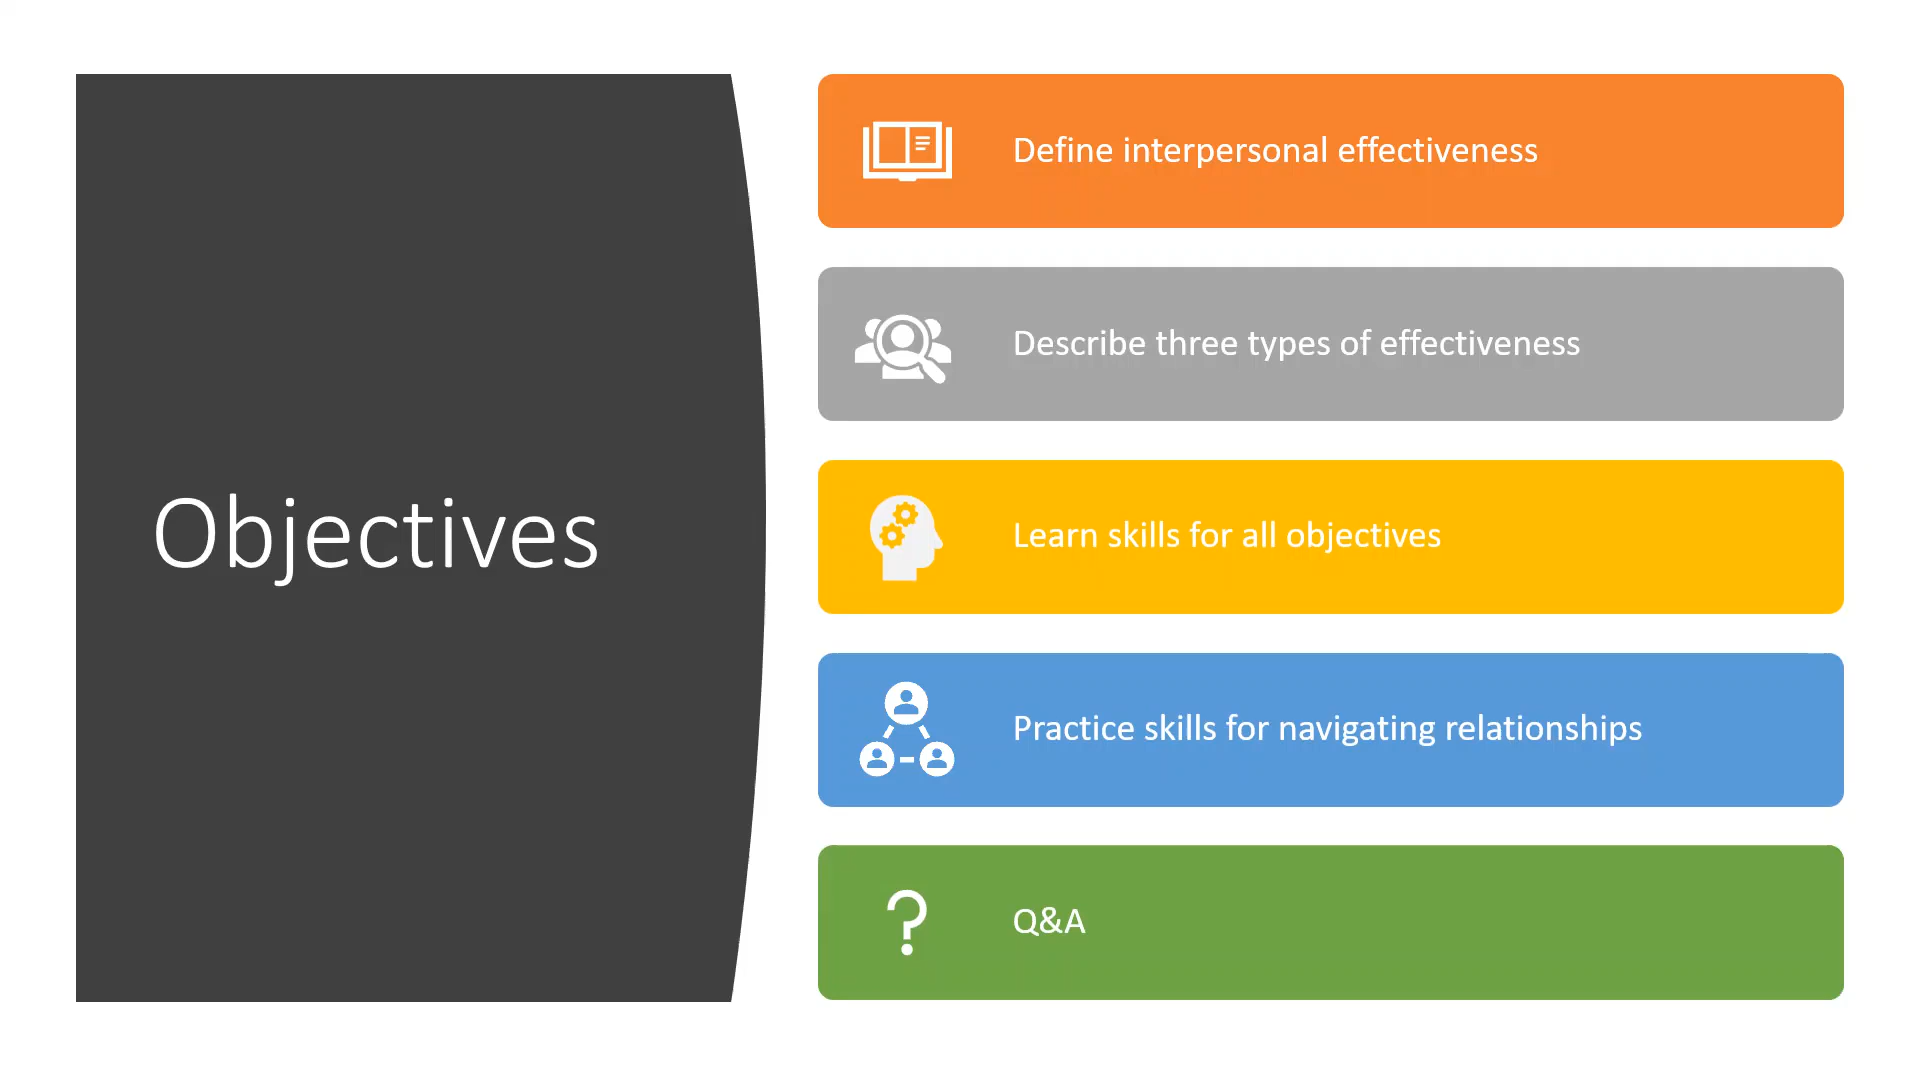 Objectives
Define interpersonal effectiveness
Describe three types of effectiveness
Learn skills for all objectives
Practice skills for navigating relationships
Q&A